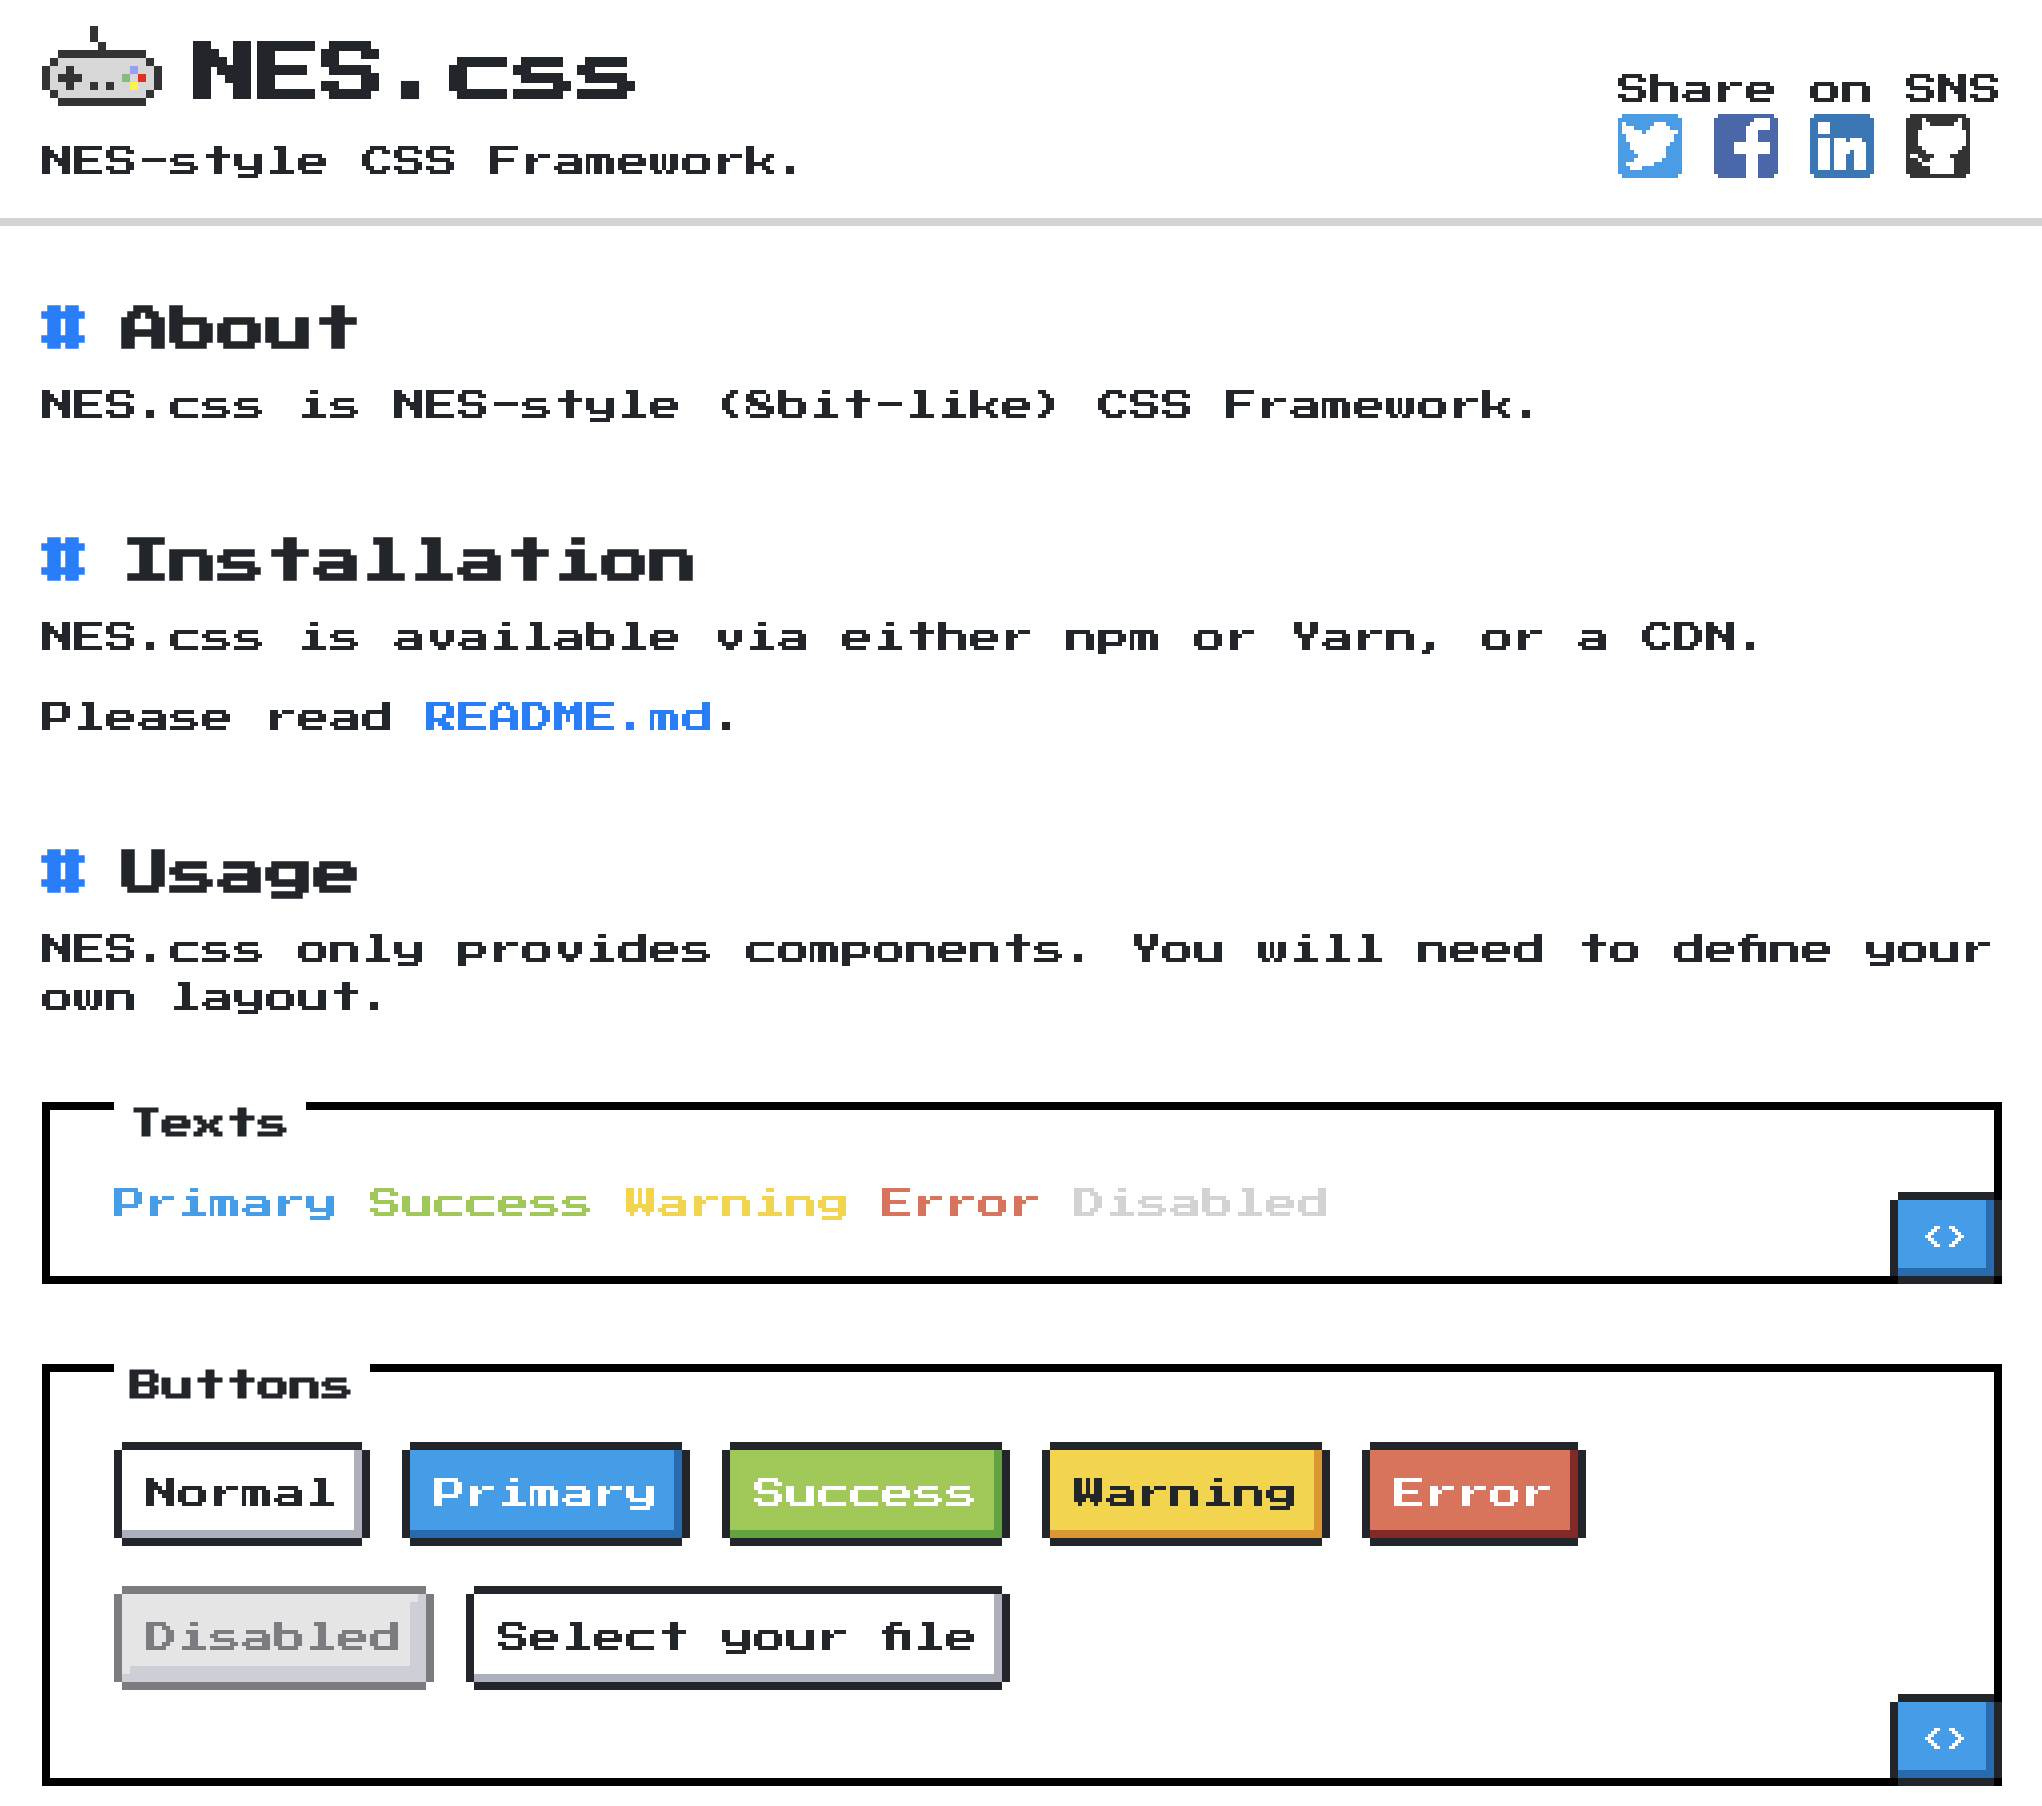 NES.css
NES-style CSS Framework.
Share on SNS
# About
NES.css is NES-style (8bit-like) CSS Framework.
# Installation
NES.css is available via either npm or Yarn, or a CDN.
Please read README.md.
# Usage
NES.css only provides components. You will need to define your
own layout.
Texts
Primary Success Warning Error Disabled
<>
Buttons
Normal Primary Success Warning Error
Disabled Select your file
<>